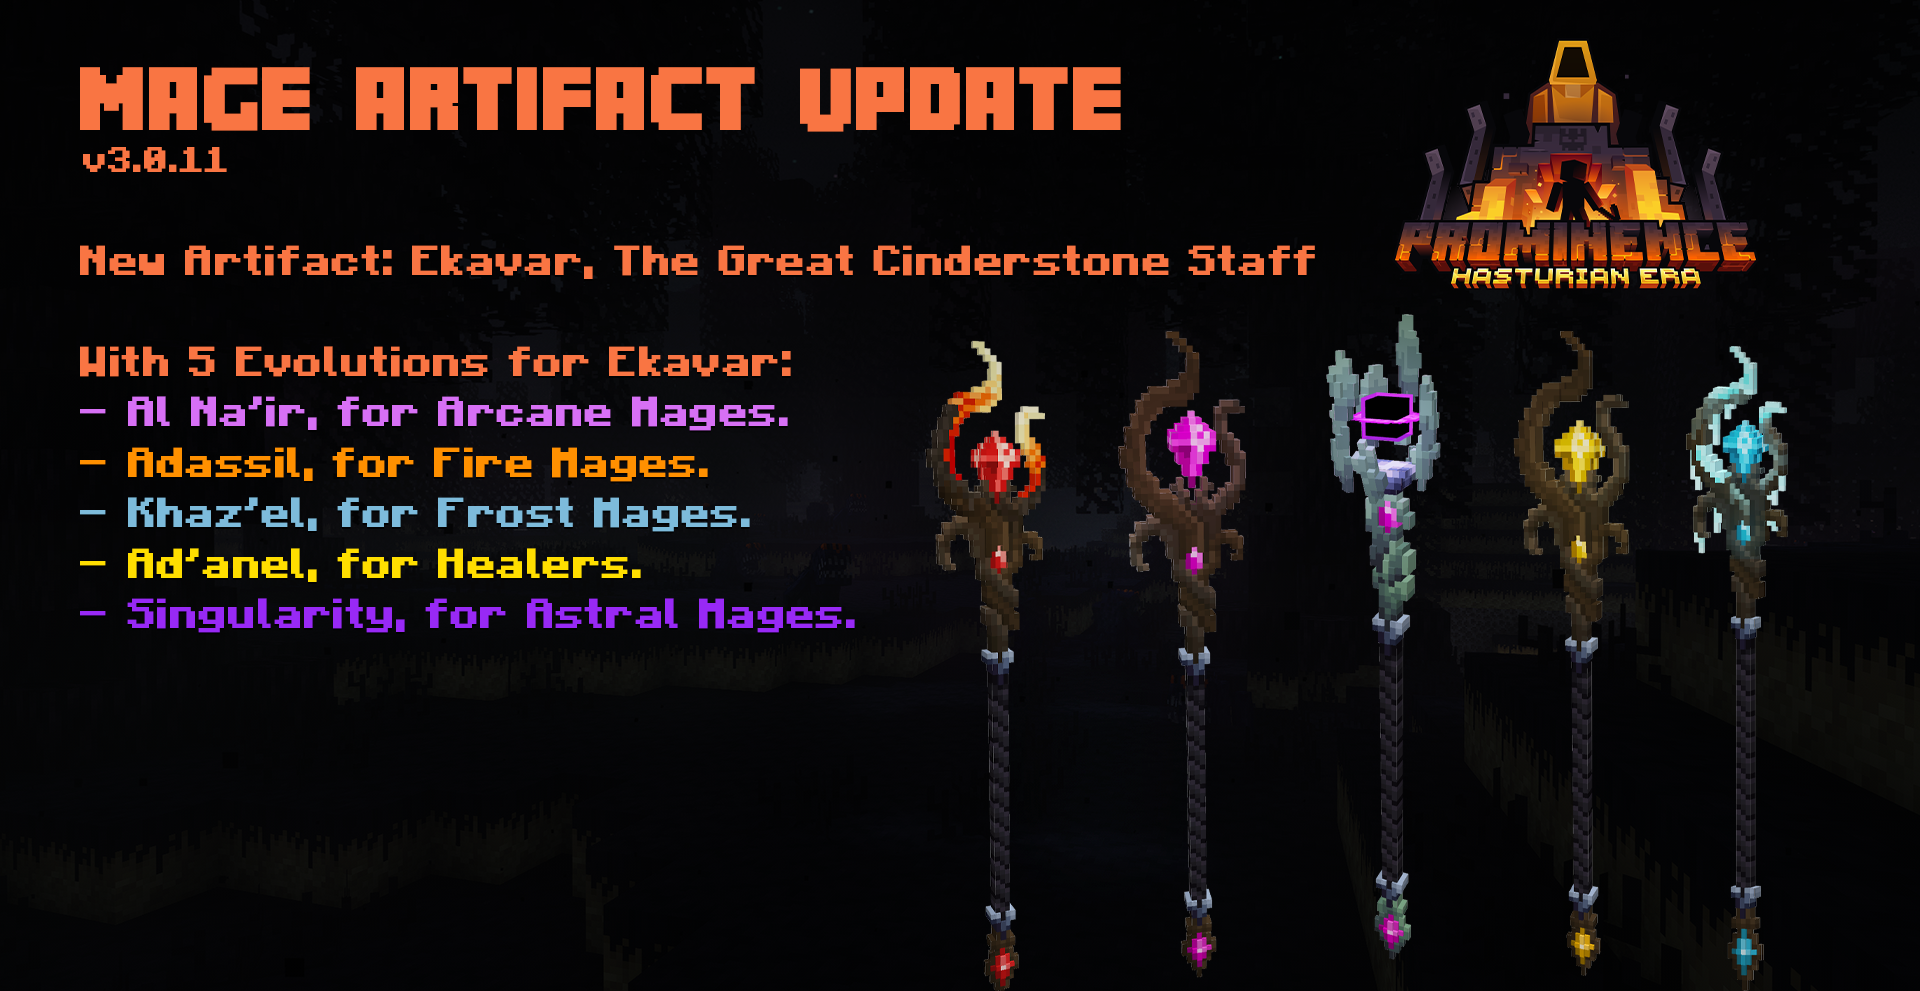 MAGE ARTIFACT UPDATE
v3.0.11
New Artifact: Ekavar, The Great Cinderstone Staff
With 5 Evolutions for Ekavar:
- Al Na'ir, for Arcane Mages.
- Adassil, for Fire Mages.
- Khaz'el, for Frost Mages.
- Ad'anel, for Healers.
- Singularity, for Astral Mages.
PROMINENCE
HASTURIAN ERA